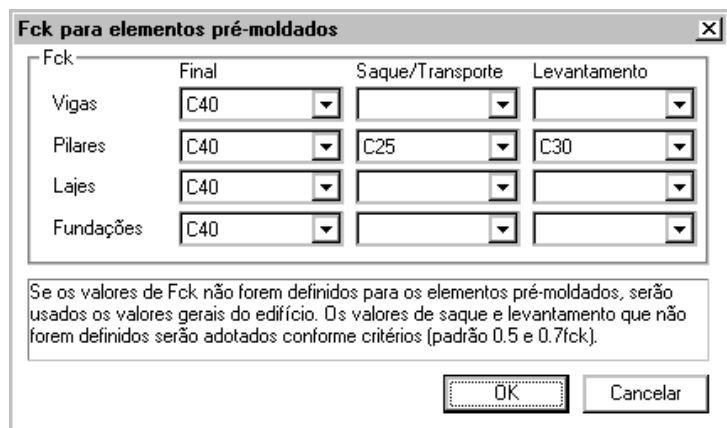 Fck para elementos pré-moldados
Fck
Final Saque/Transporte Levantamento
Vigas C40
Pilares C40 C25 C30
Lajes C40
Fundações C40
Se os valores de Fck não forem definidos para os elementos pré-moldados, serão
usados os valores gerais do edifício. Os valores de saque e levantamento que não
forem definidos serão adotados conforme critérios (padrão 0.5 e 0.7fck).
OK Cancelar